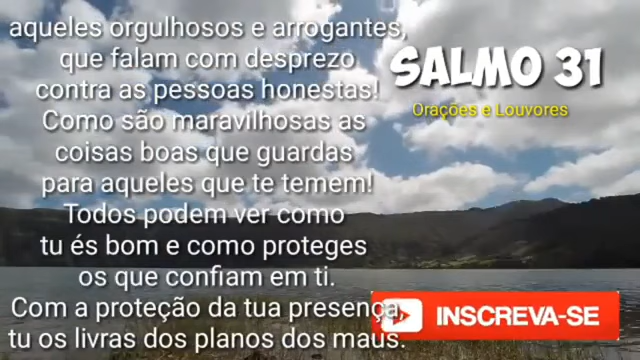 aqueles orgulhosos e arrogantes,
que falam com desprezo
contra as pessoas honestas!
Como são maravilhosas as
coisas boas que guardas
para aqueles que te temem!
Todos podem ver como
tu és bom e como proteges
os que confiam em ti.
Com a proteção da tua presença,
tu os livras dos planos dos maus.
SALMO 31
Orações e Louvores
INSCREVA-SE